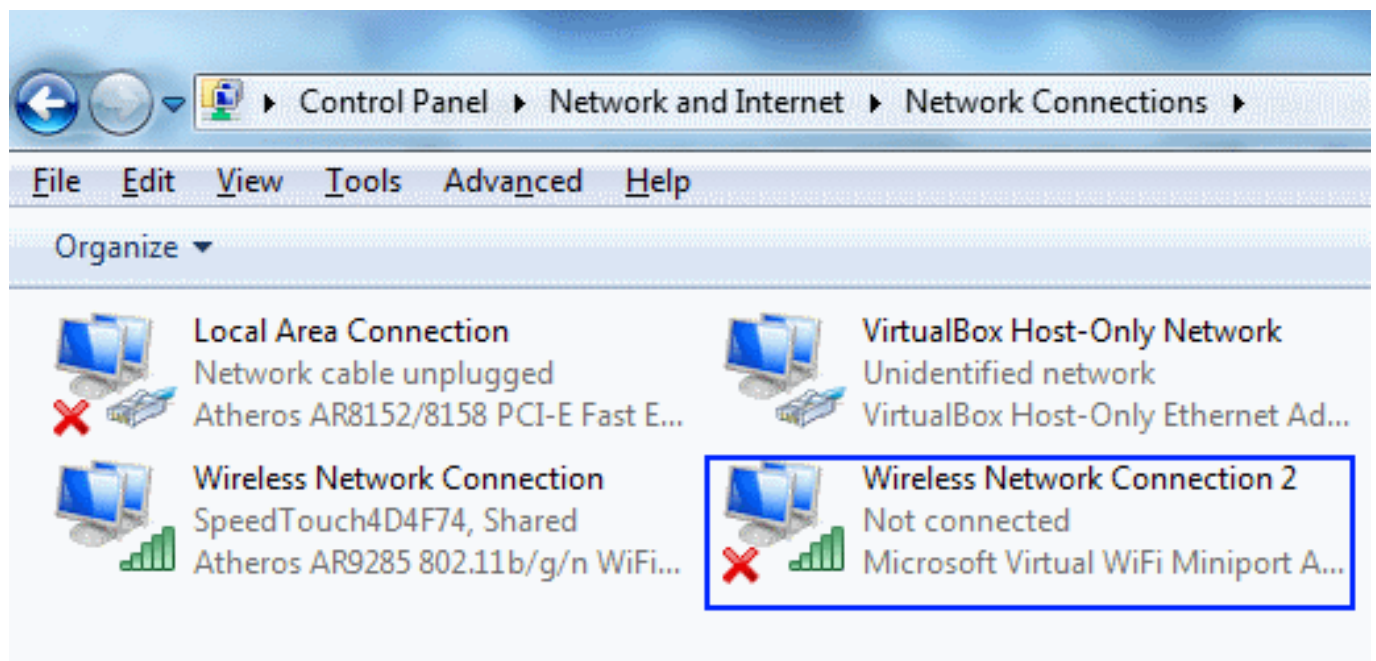 Control Panel Network and Internet Network Connections
File Edit View Tools Advanced Help
Organize
Local Area Connection
Network cable unplugged
Atheros AR8152/8158 PCI-E Fast E...
VirtualBox Host-Only Network
Unidentified network
VirtualBox Host-Only Ethernet Ad...
Wireless Network Connection
SpeedTouch4D4F74, Shared
Atheros AR9285 802.11b/g/n WiFi...
Wireless Network Connection 2
Not connected
Microsoft Virtual WiFi Miniport A...